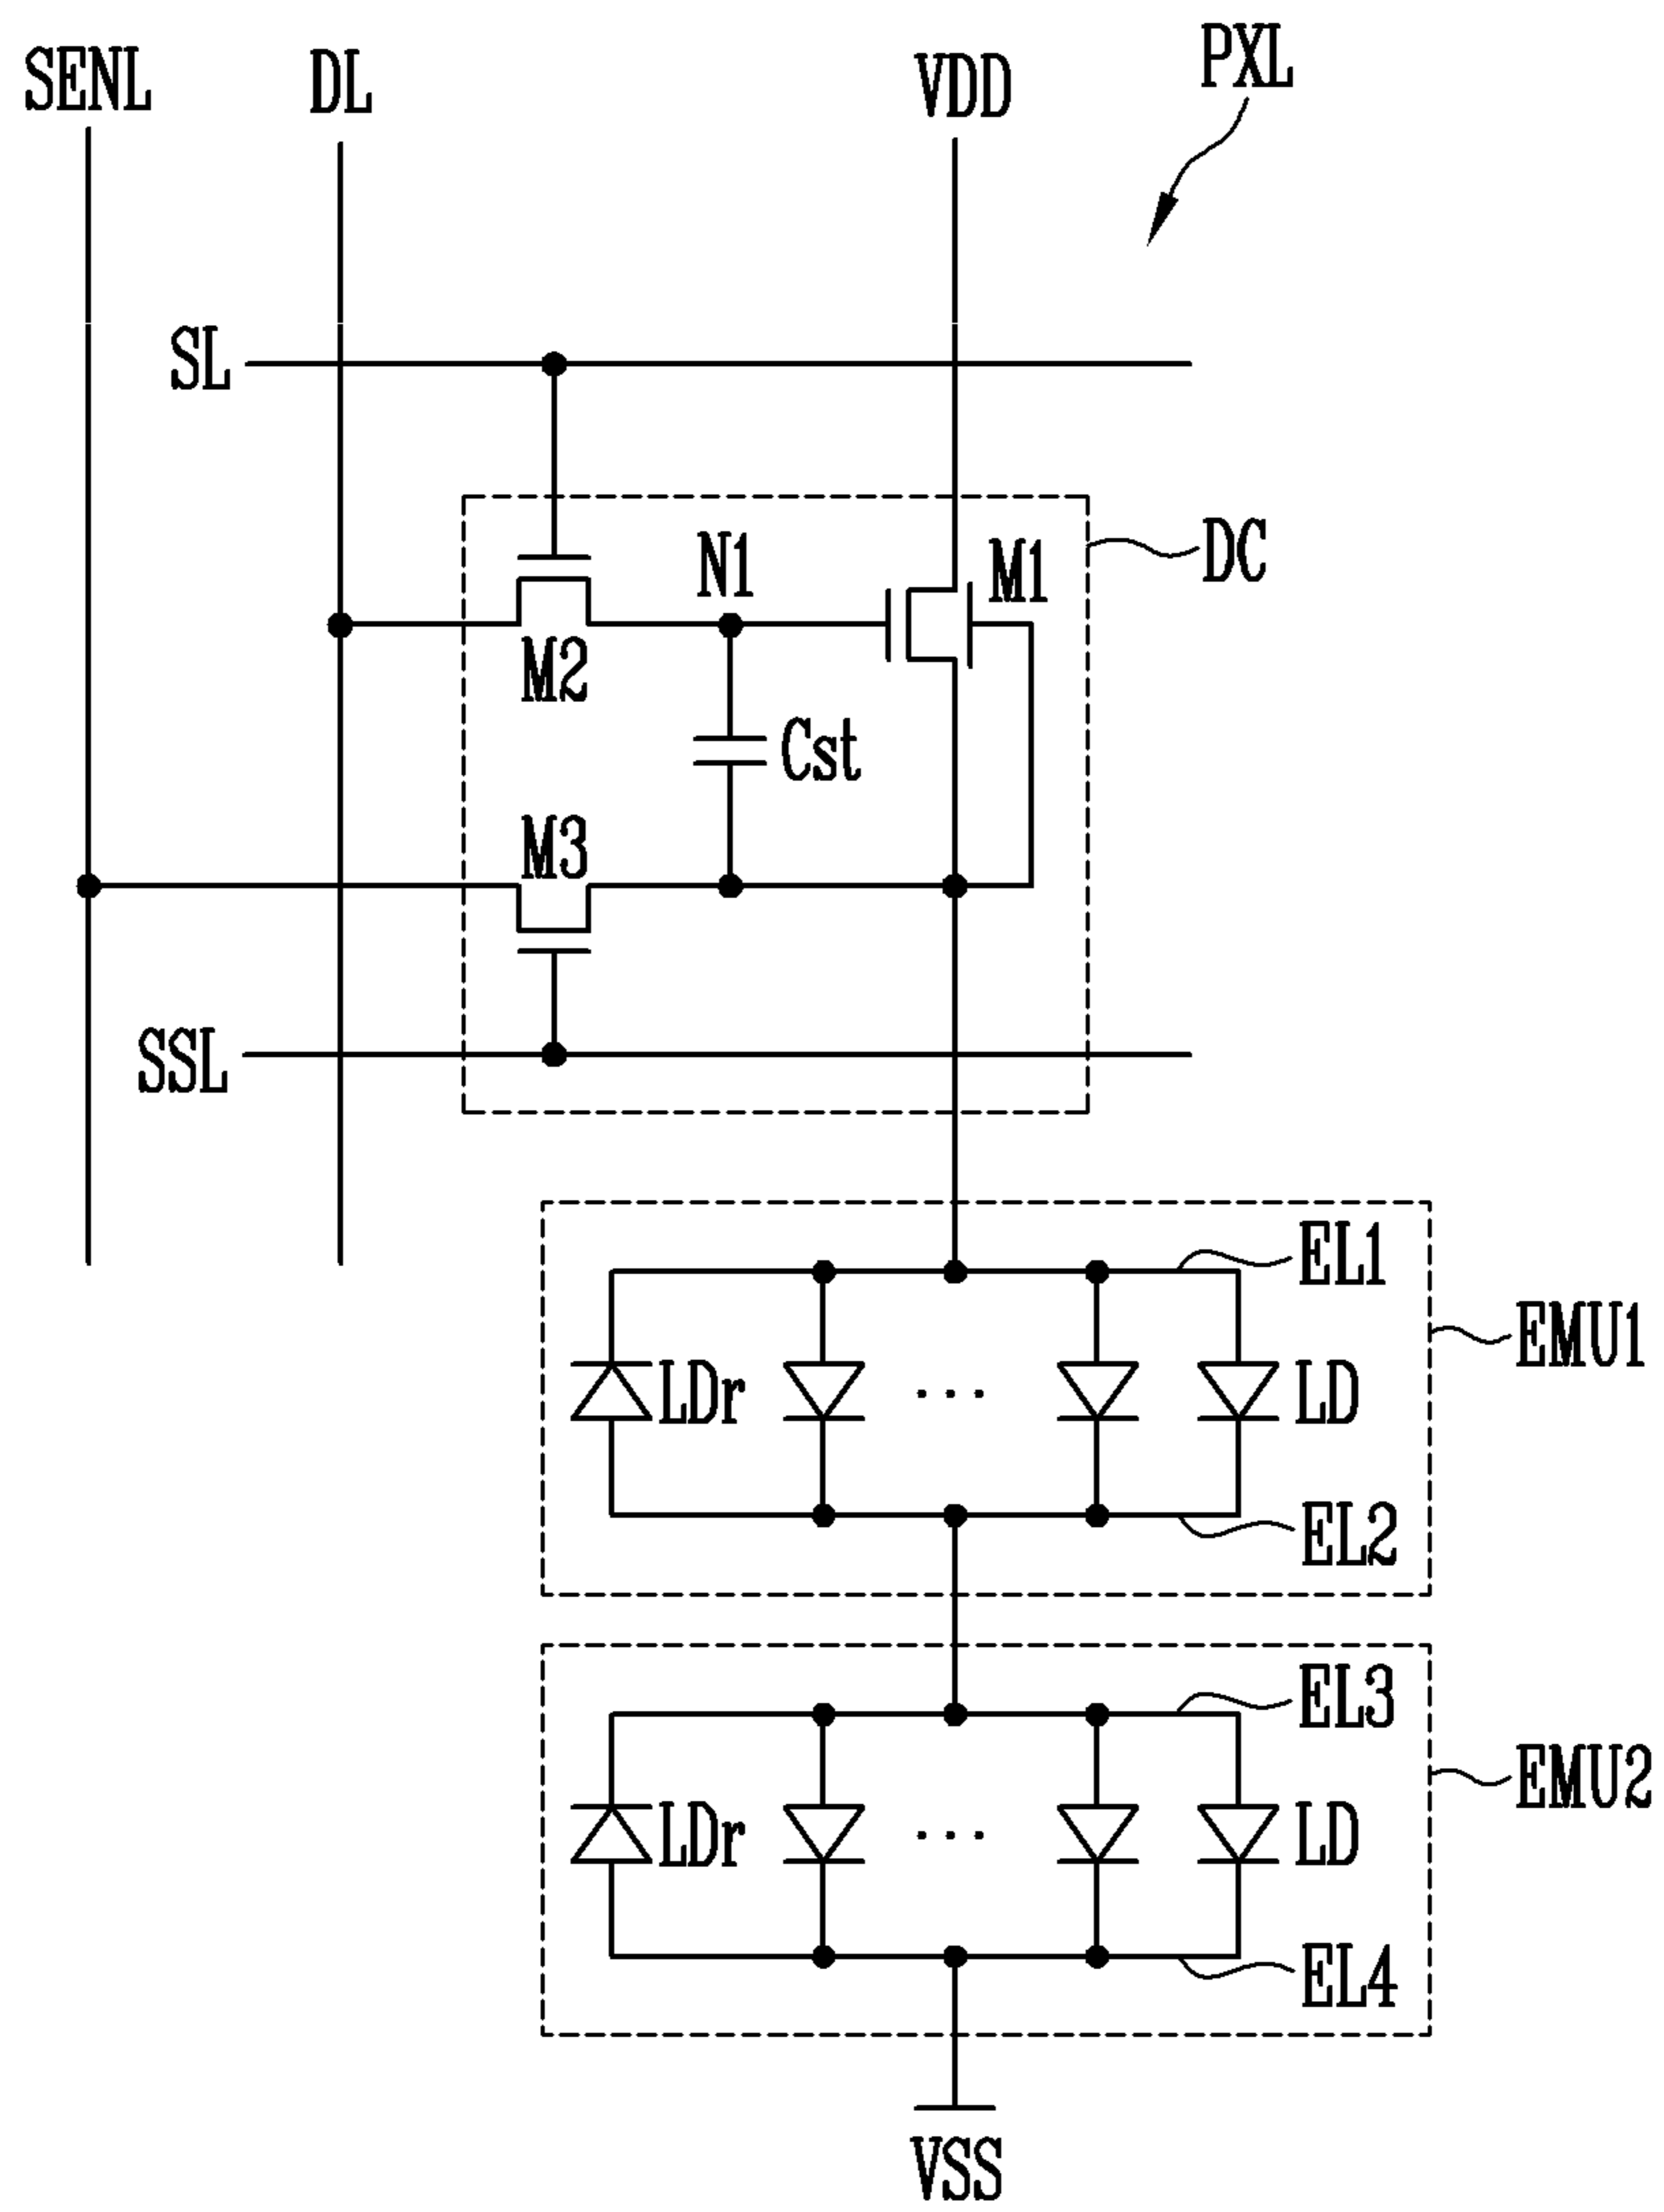 PXL
SENL
DL
VDD
SL
DC
N1
M1
M2
Cst
M3
SSL
EL1
EMU1
LDr
...
LD
EL2
EL3
EMU2
LDr
...
LD
EL4
VSS